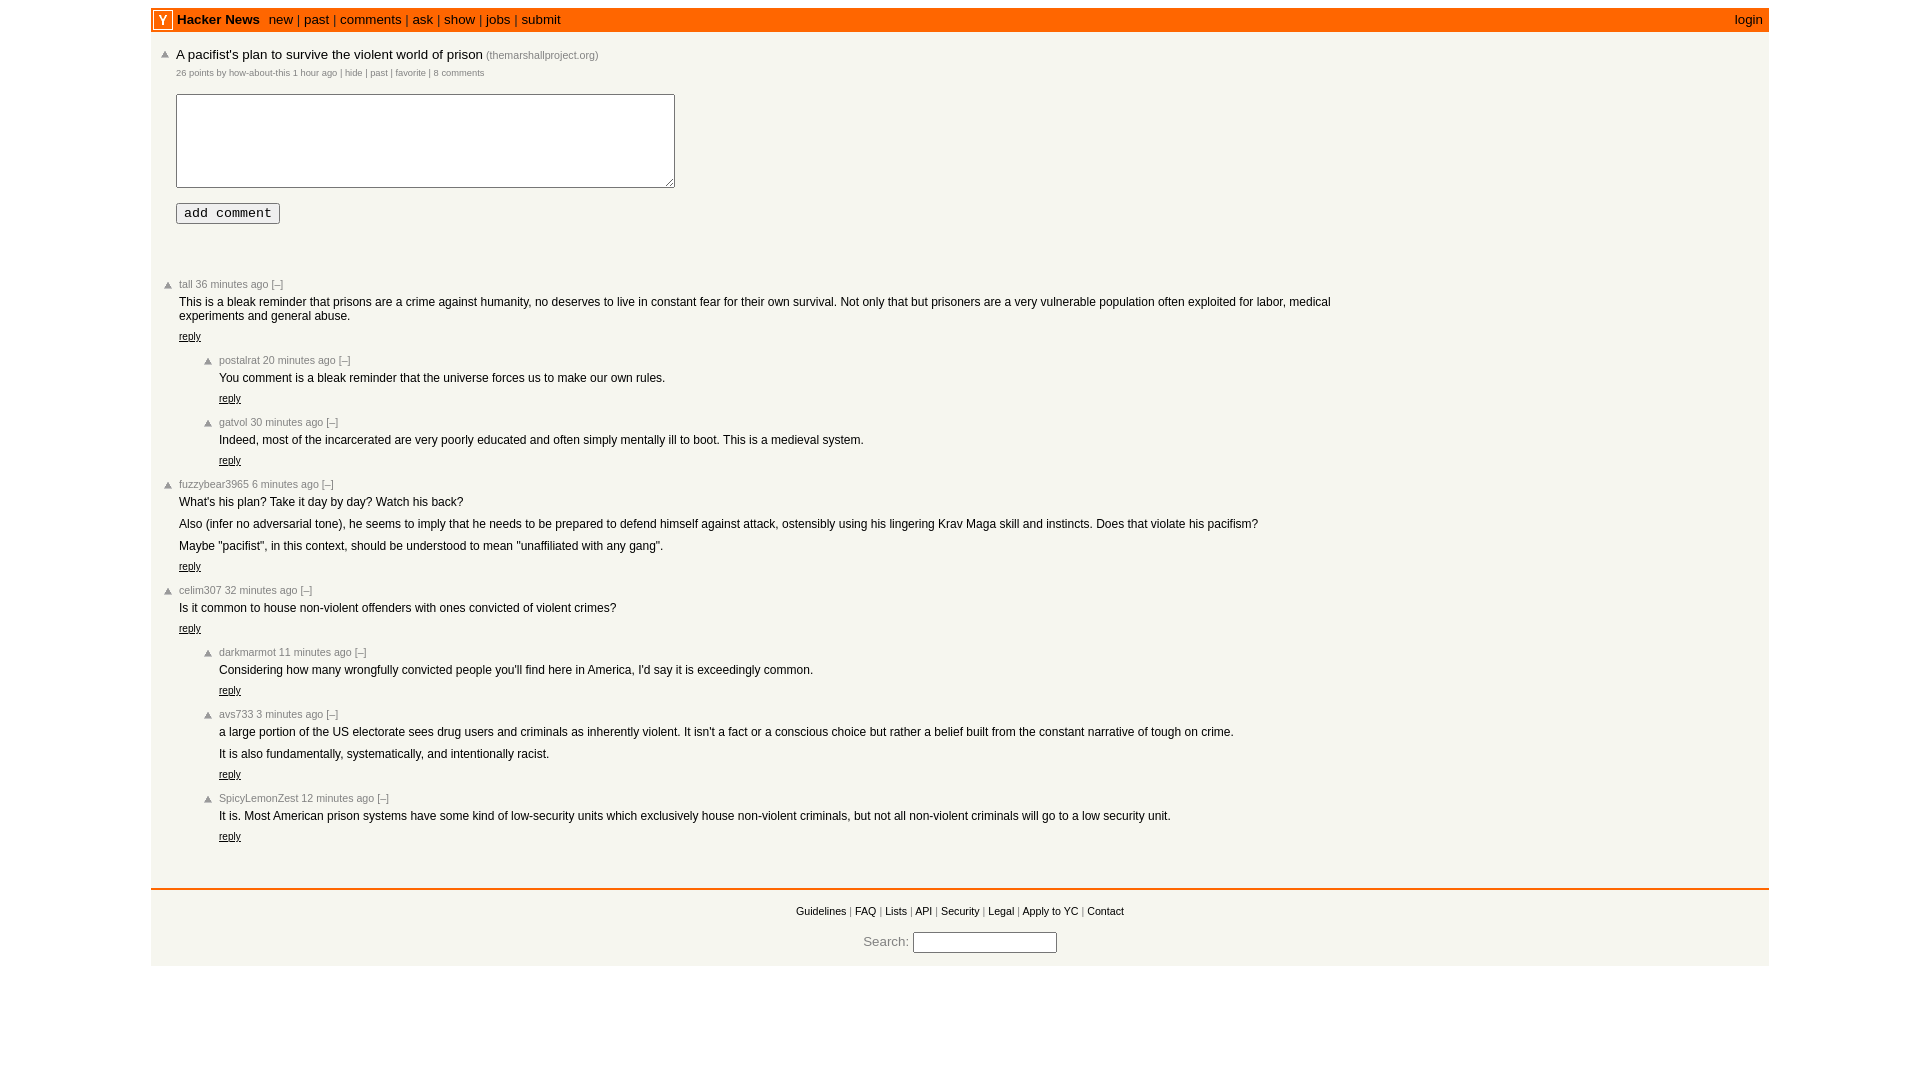 Y Hacker News new | past | comments | ask | show | jobs | submit login
A pacifist's plan to survive the violent world of prison (themarshallproject.org)
26 points by how-about-this 1 hour ago | hide | past | favorite | 8 comments
add comment
tall 36 minutes ago [–]
This is a bleak reminder that prisons are a crime against humanity, no deserves to live in constant fear for their own survival. Not only that but prisoners are a very vulnerable population often exploited for labor, medical
experiments and general abuse.
reply
postalrat 20 minutes ago [–]
You comment is a bleak reminder that the universe forces us to make our own rules.
reply
gatvol 30 minutes ago [–]
Indeed, most of the incarcerated are very poorly educated and often simply mentally ill to boot. This is a medieval system.
reply
fuzzybear3965 6 minutes ago [–]
What's his plan? Take it day by day? Watch his back?
Also (infer no adversarial tone), he seems to imply that he needs to be prepared to defend himself against attack, ostensibly using his lingering Krav Maga skill and instincts. Does that violate his pacifism?
Maybe "pacifist", in this context, should be understood to mean "unaffiliated with any gang".
reply
celim307 32 minutes ago [–]
Is it common to house non-violent offenders with ones convicted of violent crimes?
reply
darkmarmot 11 minutes ago [–]
Considering how many wrongfully convicted people you'll find here in America, I'd say it is exceedingly common.
reply
avs733 3 minutes ago [–]
a large portion of the US electorate sees drug users and criminals as inherently violent. It isn't a fact or a conscious choice but rather a belief built from the constant narrative of tough on crime.
It is also fundamentally, systematically, and intentionally racist.
reply
SpicyLemonZest 12 minutes ago [–]
It is. Most American prison systems have some kind of low-security units which exclusively house non-violent criminals, but not all non-violent criminals will go to a low security unit.
reply
Guidelines | FAQ | Lists | API | Security | Legal | Apply to YC | Contact
Search: